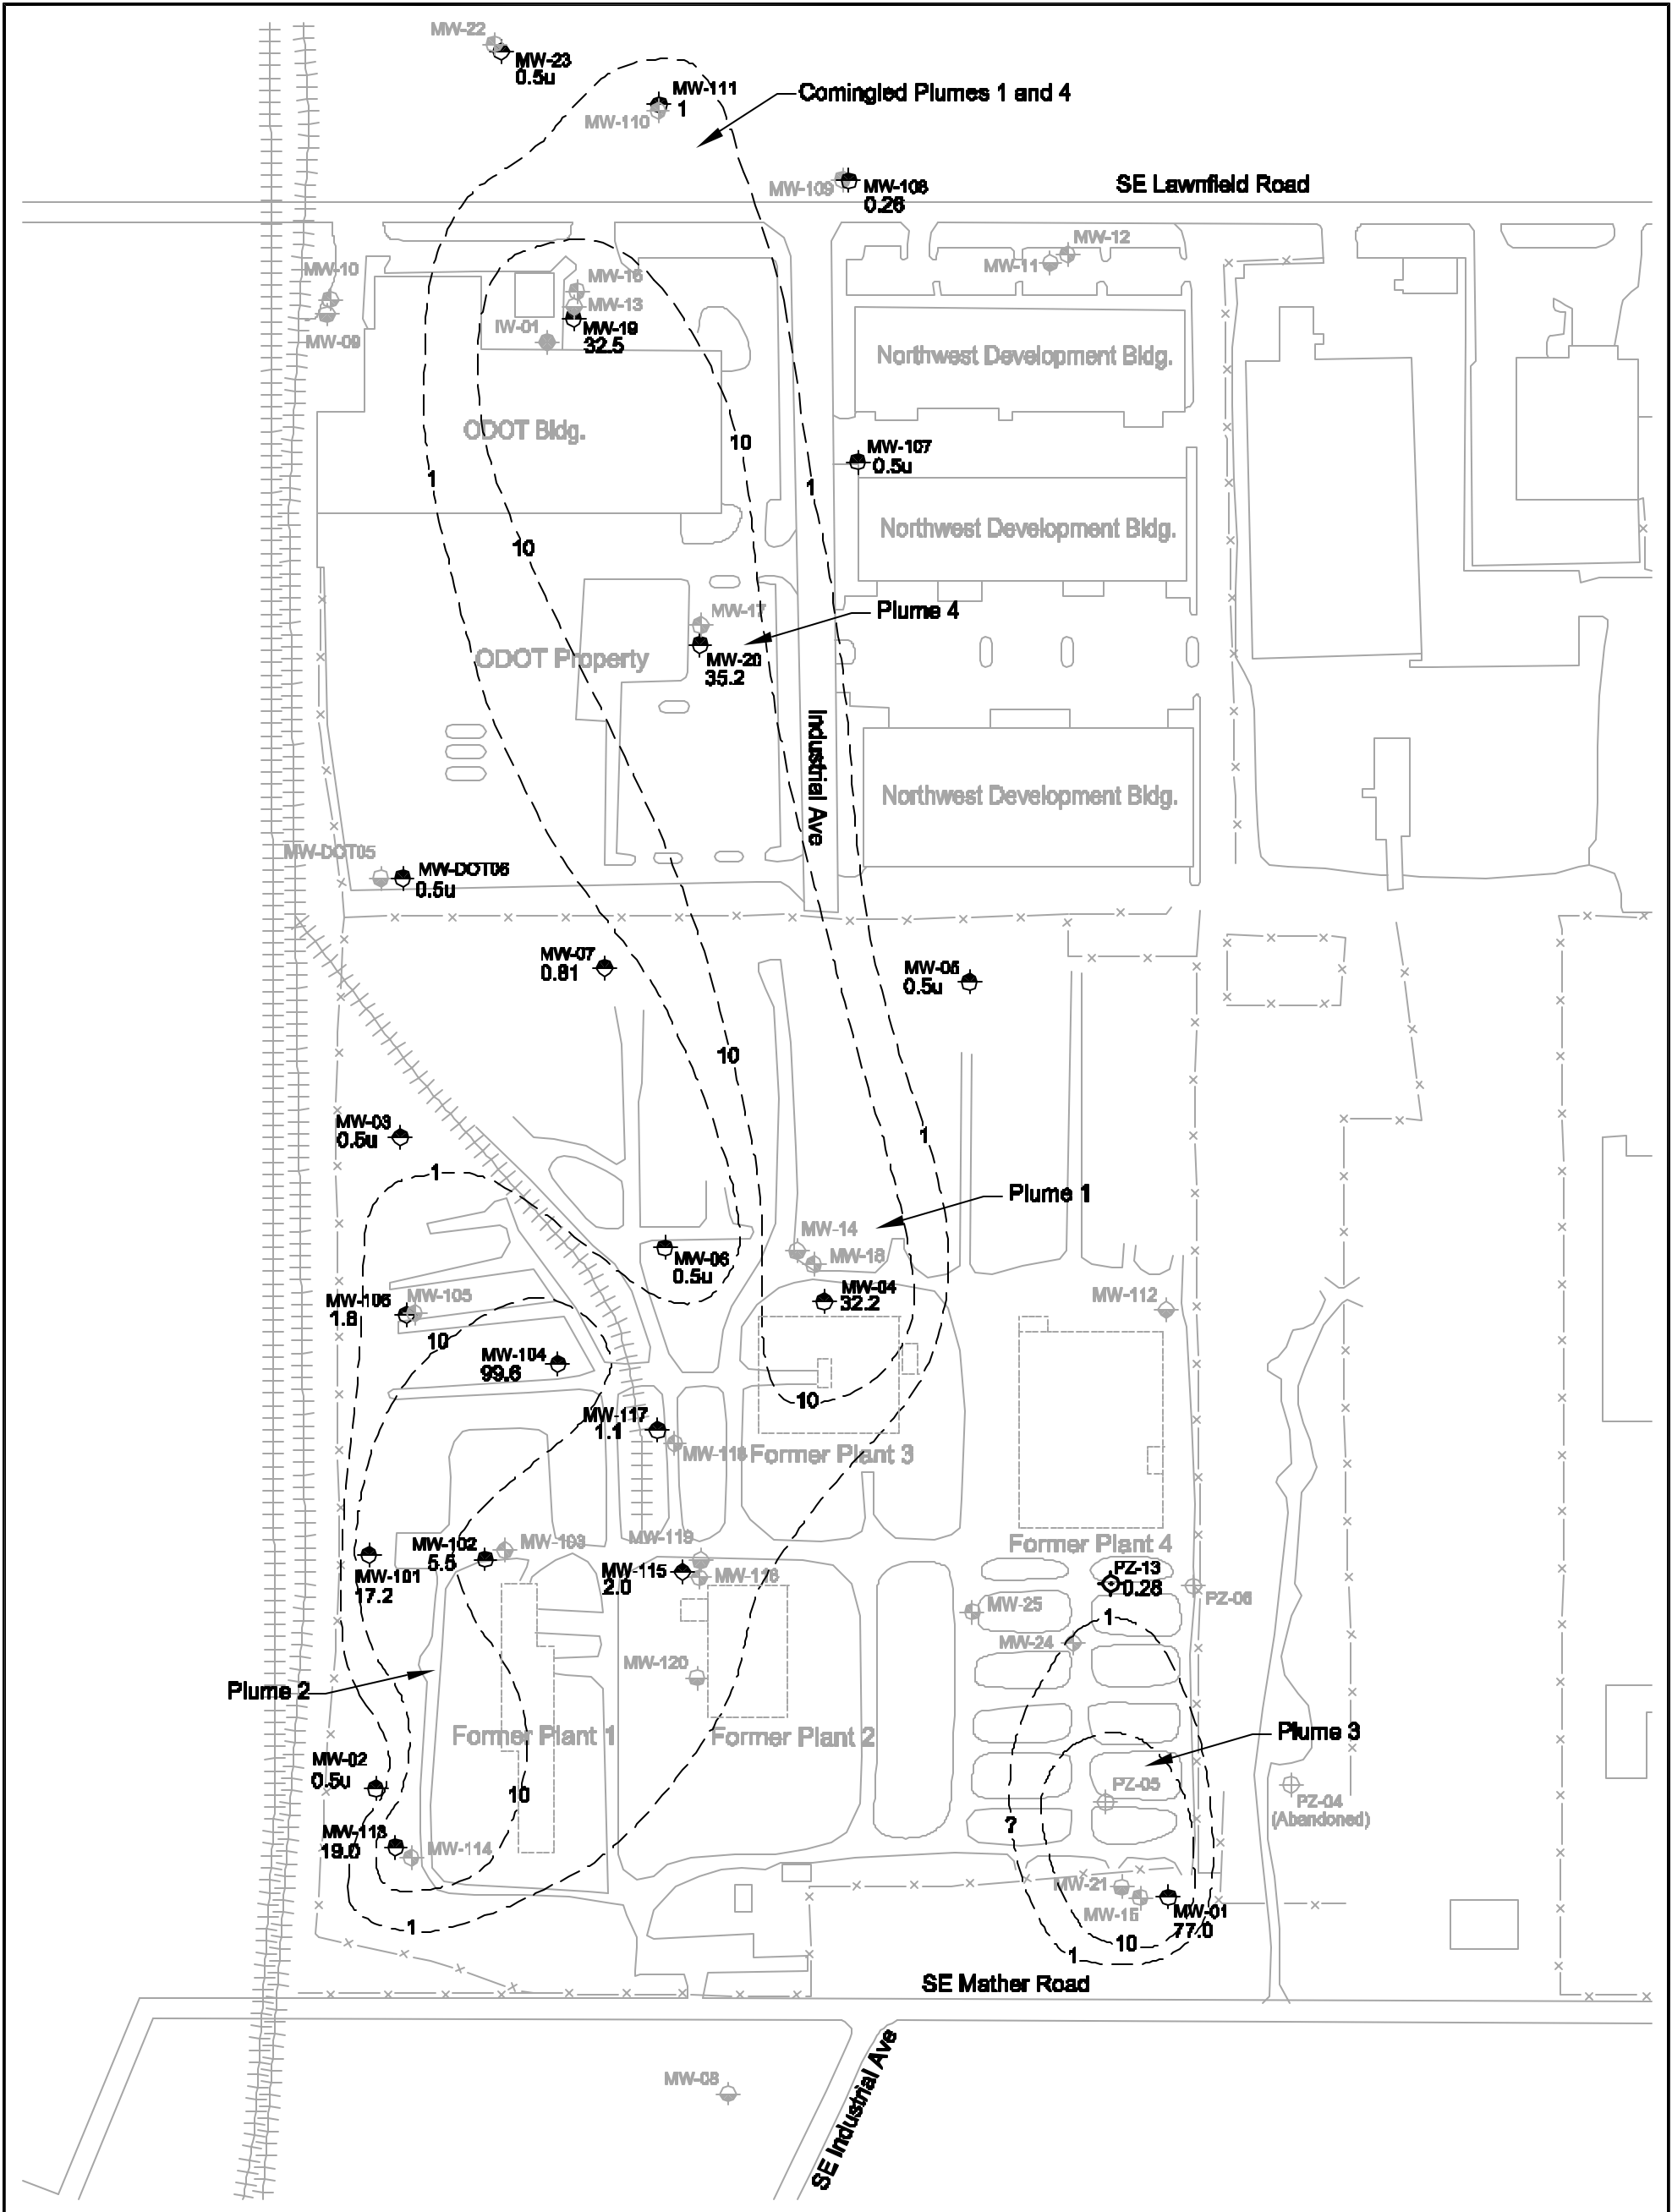 MW-22
MW-23
0.5u
MW-111
1
MW-110
Comingled Plumes 1 and 4
MW-109
MW-108
0.26
SE Lawnfield Road
MW-12
MW-11
MW-10
MW-09
MW-16
MW-13
IW-01
MW-19
32.5
Northwest Development Bldg.
ODOT Bldg.
10
MW-107
0.5u
1
1
10
Northwest Development Bldg.
MW-17
Plume 4
MW-20
35.2
ODOT Property
Industrial Ave
Northwest Development Bldg.
MW-DOT05
MW-DOT06
0.5u
MW-07
0.81
MW-05
0.5u
10
MW-03
0.5u
1
1
Plume 1
MW-14
MW-18
MW-06
0.5u
MW-04
32.2
MW-112
MW-106
1.8
MW-105
10
MW-104
99.6
10
MW-117
1.1
MW-118
Former Plant 3
MW-102
5.5
MW-103
MW-119
Former Plant 4
MW-101
17.2
MW-115
2.0
MW-116
PZ-13
0.28
PZ-06
MW-25
1
MW-24
MW-120
Plume 2
Former Plant 1
Former Plant 2
Plume 3
MW-02
0.5u
10
PZ-05
PZ-04
(Abandoned)
?
MW-113
19.0
MW-114
MW-21
MW-15
MW-01
77.0
1
10
1
SE Mather Road
SE Industrial Ave
MW-08